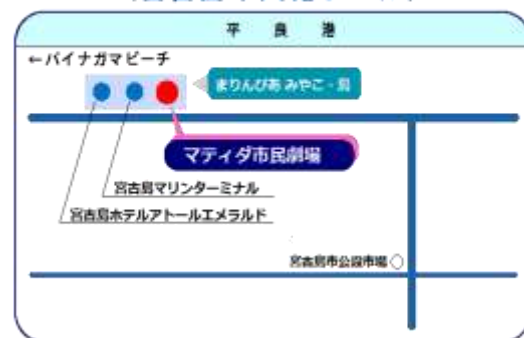 平良港
←パイナガマビーチ
まりんぴあ みやこ・島
マティダ市民劇場
宮古島マリンターミナル
宮古島ホテルアトールエメラルド
宮古島市公設市場